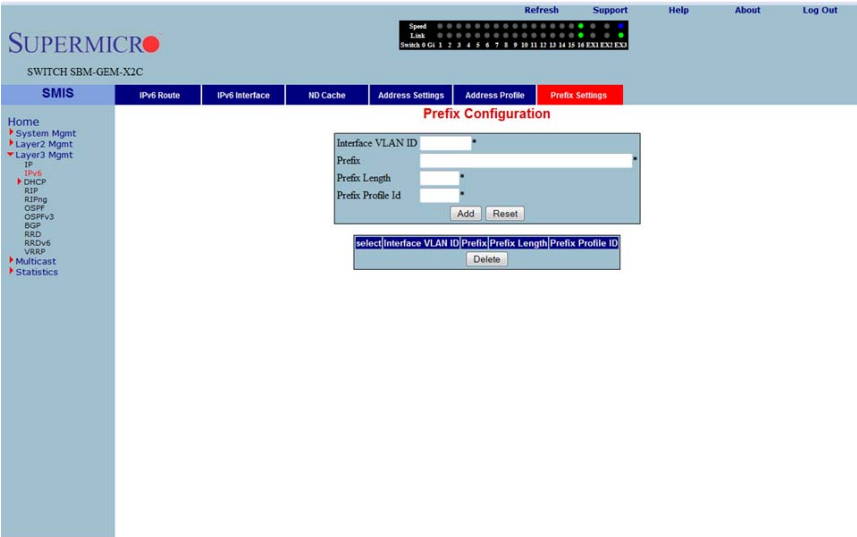 Refresh Support Help About Log Out
SUPERMICRO
Speed
Link
Switch 0 Gi 1 2 3 4 5 6 7 8 9 10 11 12 13 14 15 16 EX1 EX2 EX3
SWITCH SBM-GEM-X2C
SMIS
IPv6 Route IPv6 Interface ND Cache Address Settings Address Profile Prefix Settings
Home
System Mgmt
Layer2 Mgmt
Layer3 Mgmt
IP
IPv6
DHCP
RIP
RIPng
OSPF
OSPFv3
BGP
RRD
RRDv6
VRRP
Multicast
Statistics
Prefix Configuration
Interface VLAN ID *
Prefix *
Prefix Length *
Prefix Profile Id *
Add Reset
select Interface VLAN ID Prefix Prefix Length Prefix Profile ID
Delete